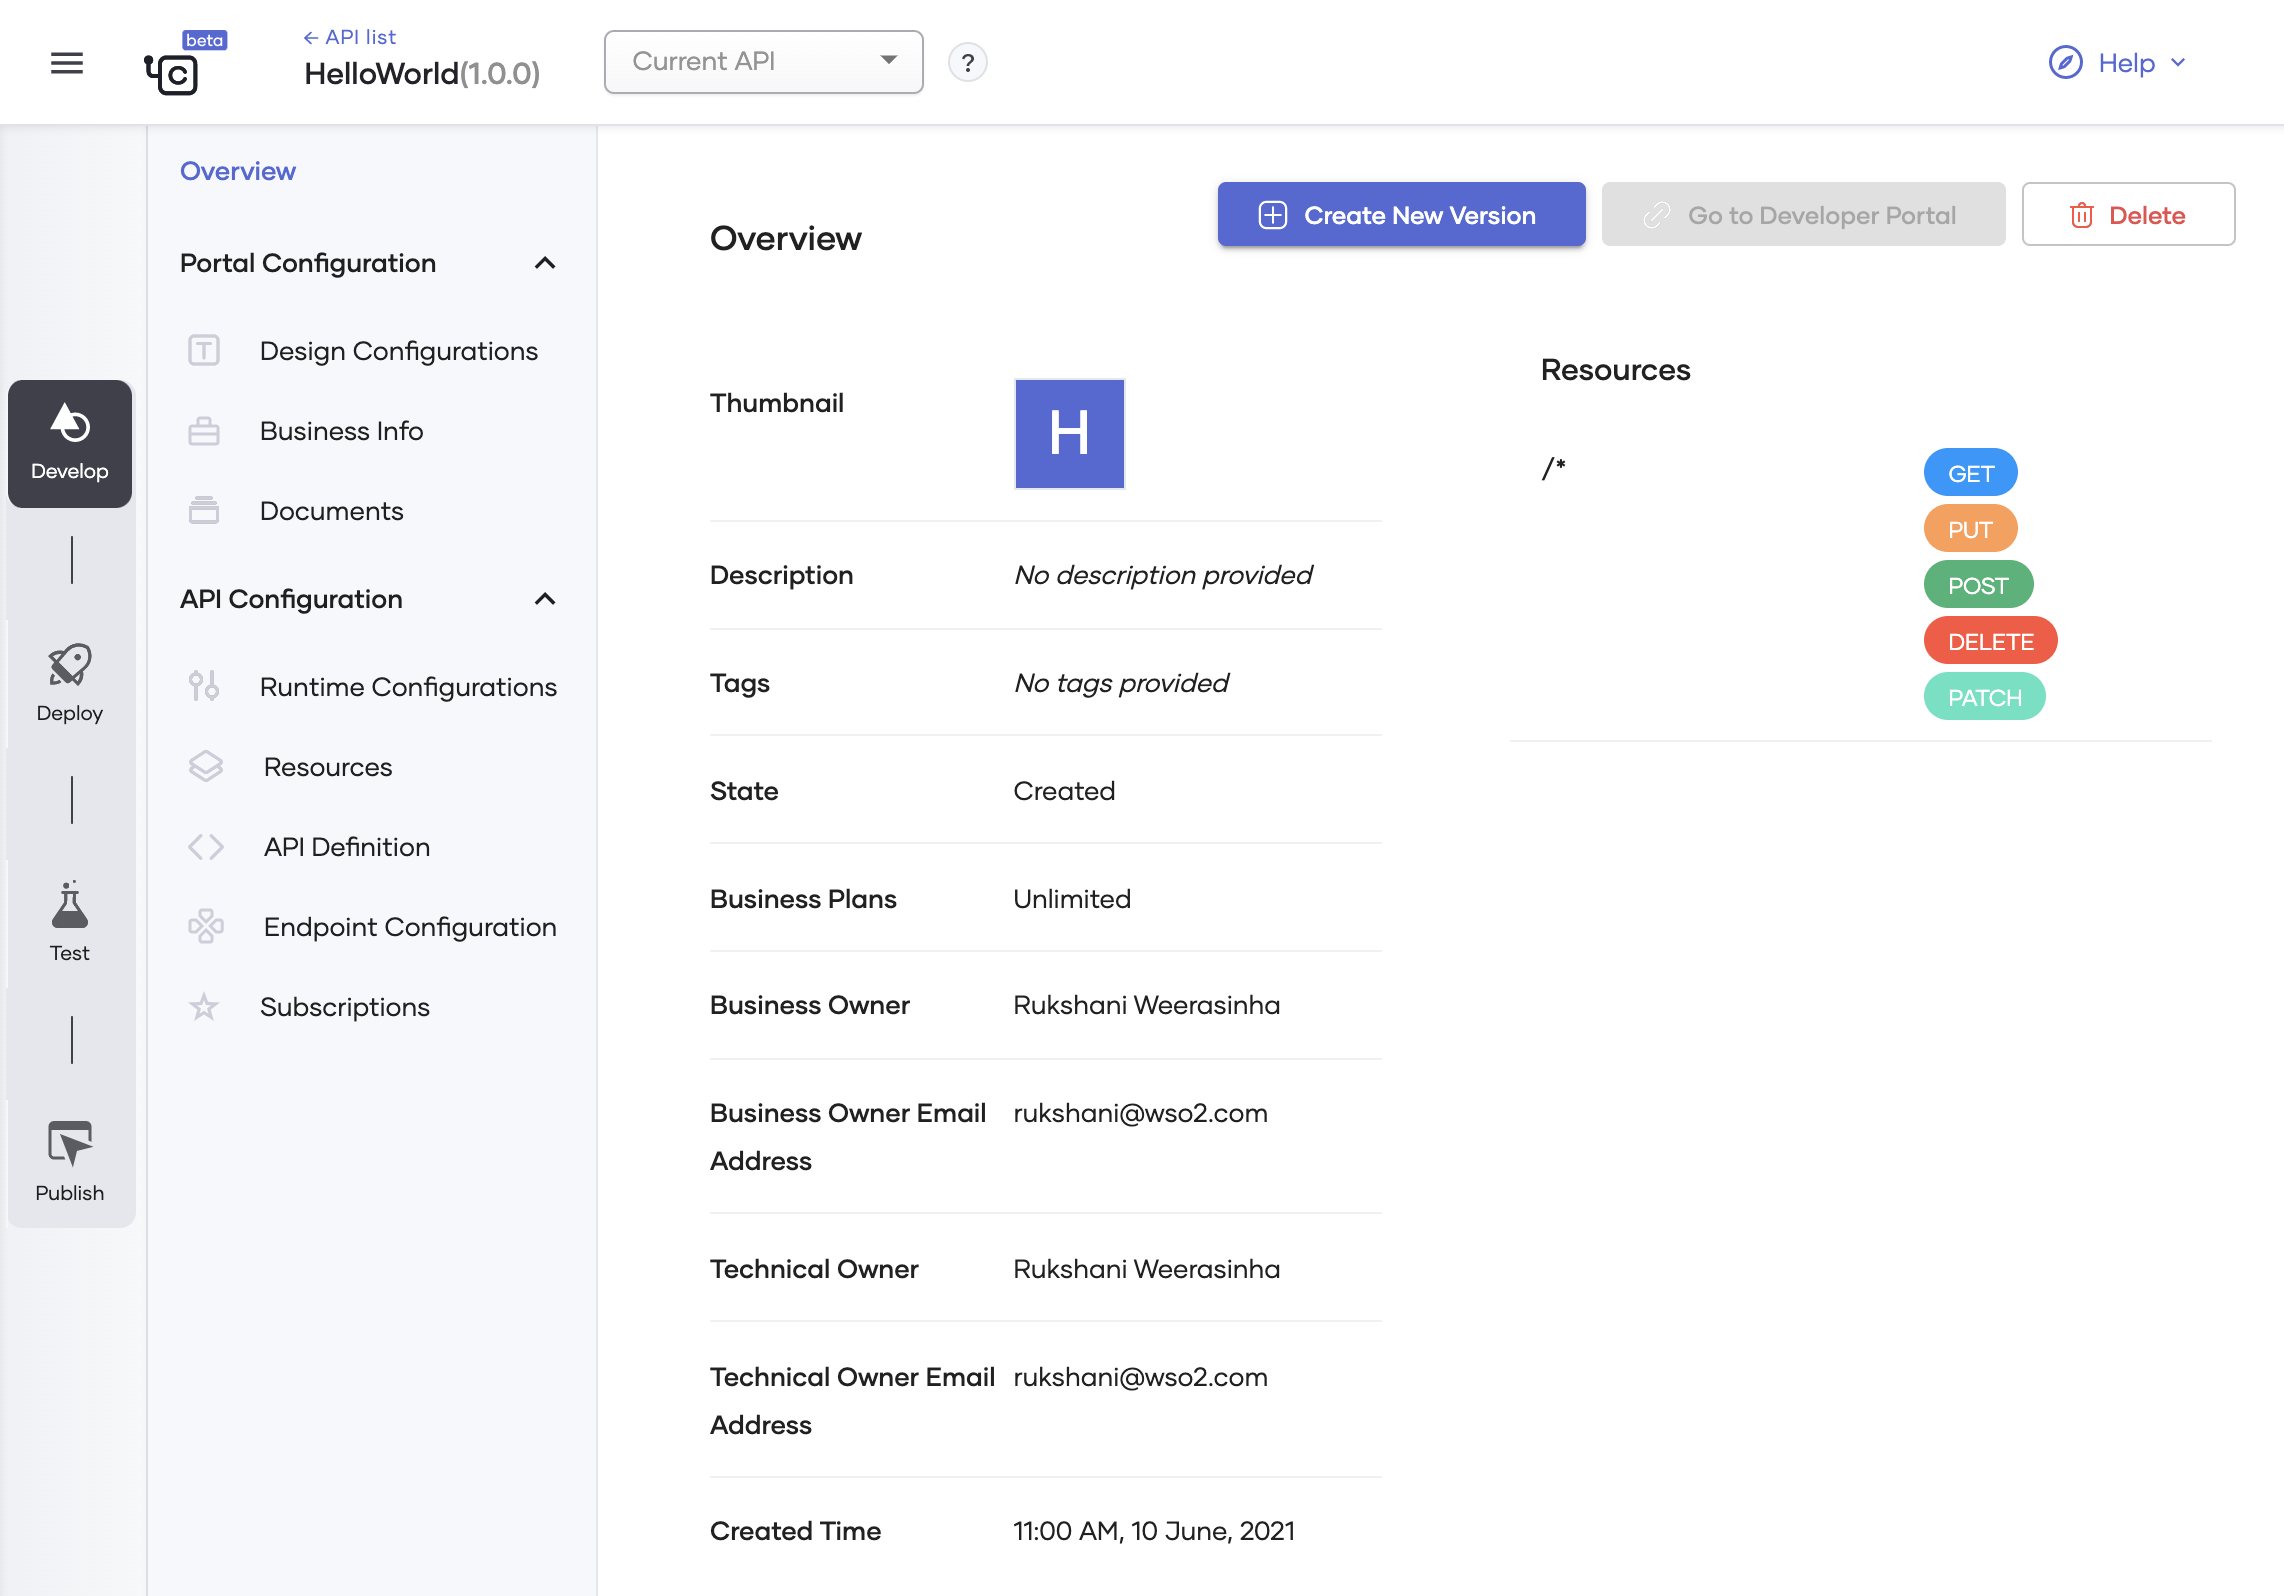 beta
← API list
HelloWorld(1.0.0)
Current API
?
Help
Develop
Deploy
Test
Publish
Overview
Portal Configuration
Design Configurations
Business Info
Documents
API Configuration
Runtime Configurations
Resources
API Definition
Endpoint Configuration
Subscriptions
Overview
Create New Version
Go to Developer Portal
Delete
Thumbnail
H
Description No description provided
Tags No tags provided
State Created
Business Plans Unlimited
Business Owner Rukshani Weerasinha
Business Owner Email rukshani@wso2.com
Address
Technical Owner Rukshani Weerasinha
Technical Owner Email rukshani@wso2.com
Address
Created Time 11:00 AM, 10 June, 2021
Resources
/*
GET
PUT
POST
DELETE
PATCH